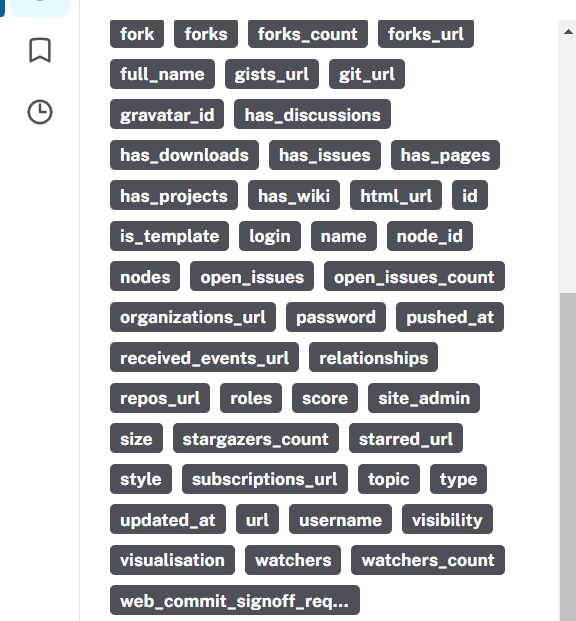 fork forks forks_count forks_url
full_name gists_url git_url
gravatar_id has_discussions
has_downloads has_issues has_pages
has_projects has_wiki html_url id
is_template login name node_id
nodes open_issues open_issues_count
organizations_url password pushed_at
received_events_url relationships
repos_url roles score site_admin
size stargazers_count starred_url
style subscriptions_url topic type
updated_at url username visibility
visualisation watchers watchers_count
web_commit_signoff_req...